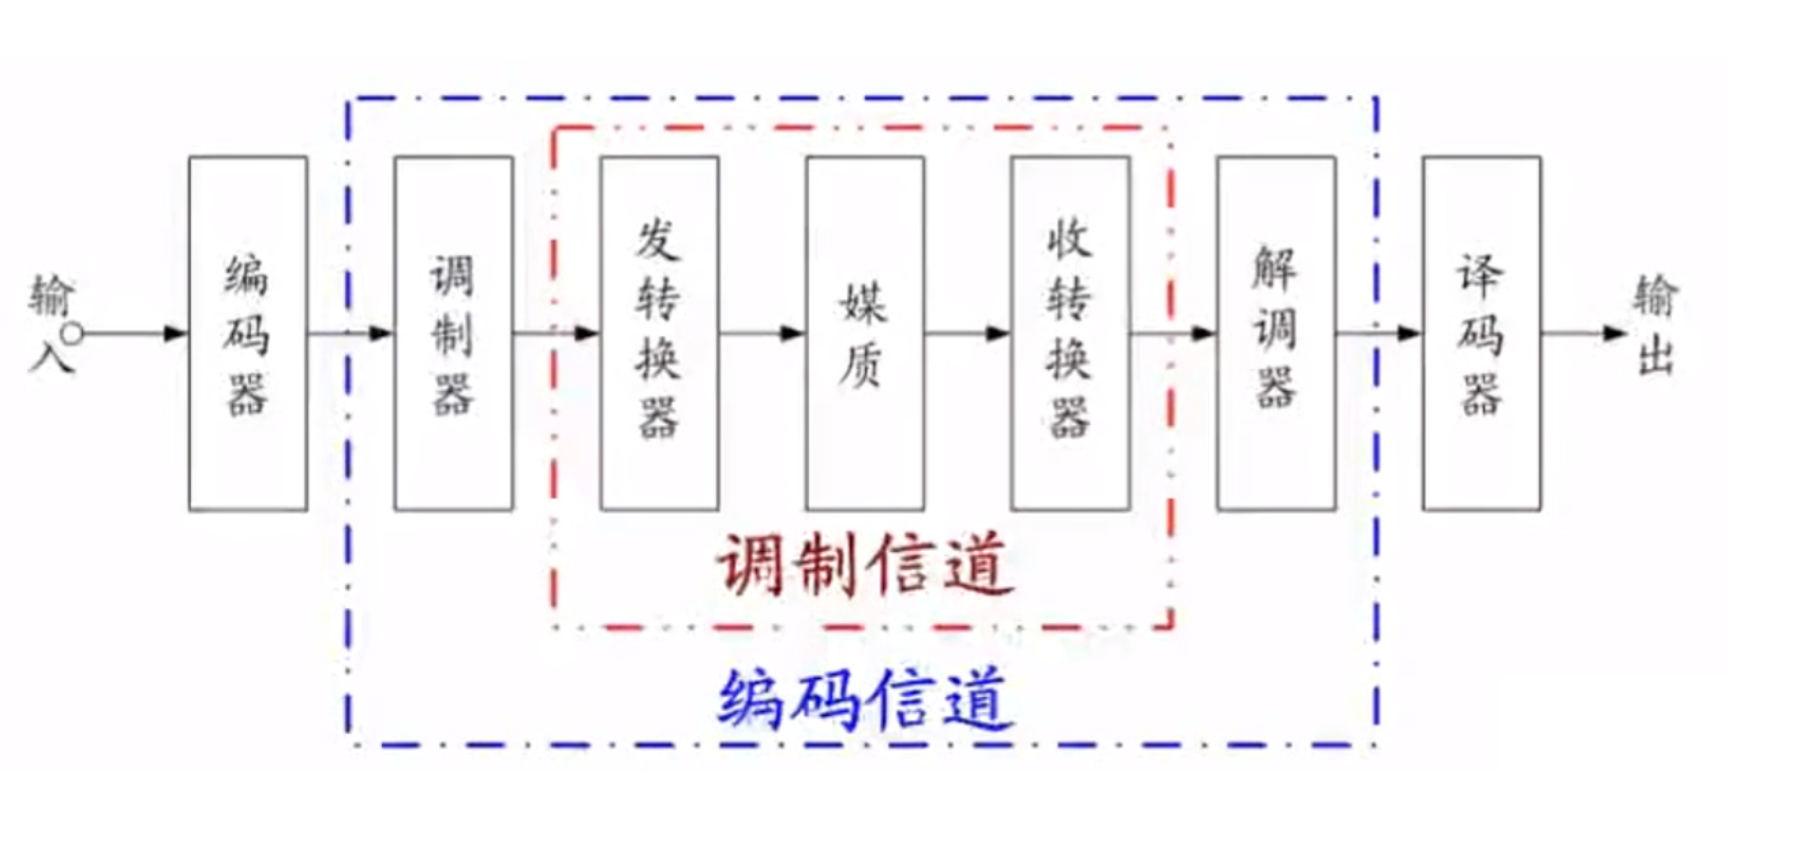 输入
编码器
调制器
发转换器
媒质
收转换器
解调器
译码器
输出
调制信道
编码信道